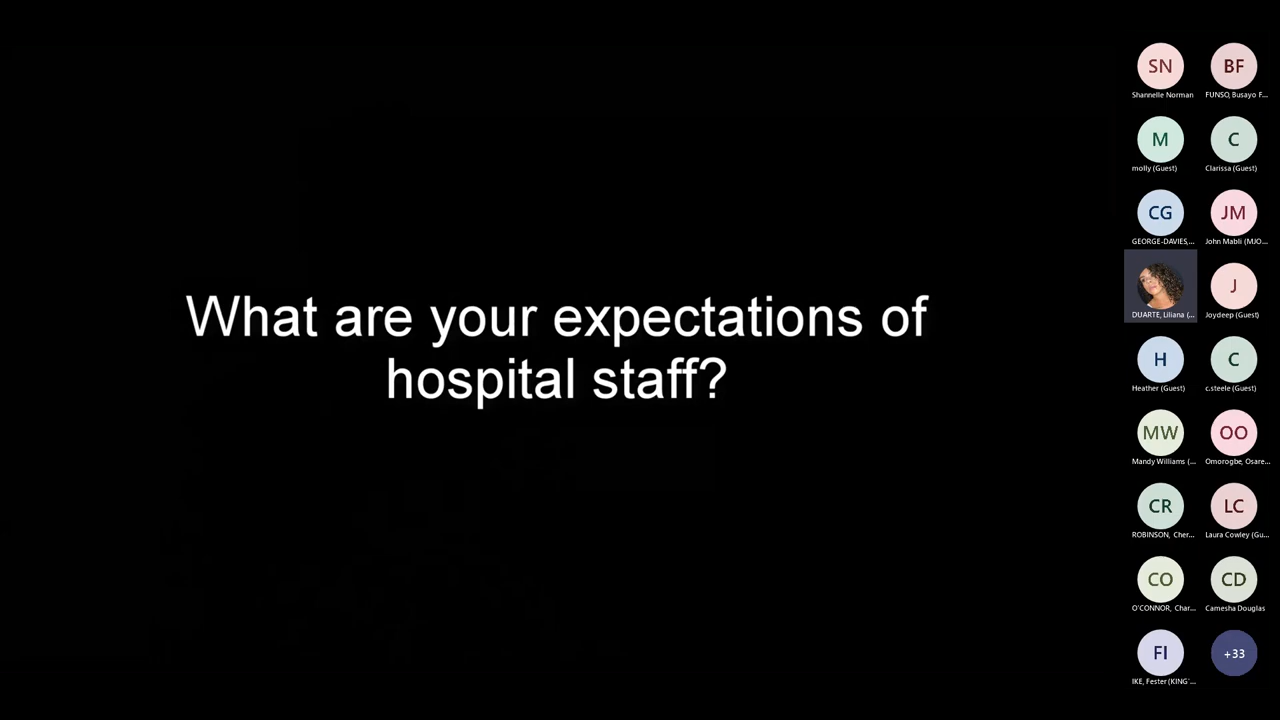 What are your expectations of
hospital staff?
SN
BF
Shannelle Norman
FUNSO, Busayo F...
M
C
molly (Guest)
Clarissa (Guest)
CG
JM
GEORGE-DAVIES,...
John Mabli (MJO...
J
DUARTE, Liliana (...
Joydeep (Guest)
H
C
Heather (Guest)
c.steele (Guest)
MW
OO
Mandy Williams (...
Omorogbe, Osare...
CR
LC
ROBINSON, Cher...
Laura Cowley (Gu...
CO
CD
O'CONNOR, Char...
Camesha Douglas
FI
+33
IKE, Fester (KING'...